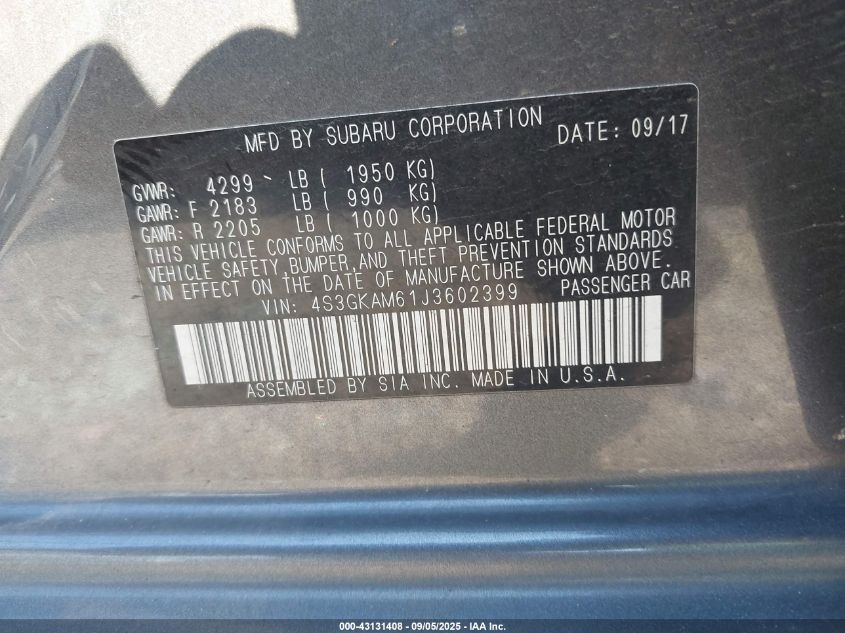 MFD BY SUBARU CORPORATION DATE: 09/17
GVWR: 4299 LB ( 1950 KG)
GAWR: F 2183 LB ( 990 KG)
GAWR: R 2205 LB ( 1000 KG)
THIS VEHICLE CONFORMS TO ALL APPLICABLE FEDERAL MOTOR
VEHICLE SAFETY, BUMPER, AND THEFT PREVENTION STANDARDS
IN EFFECT ON THE DATE OF MANUFACTURE SHOWN ABOVE.
VIN: 4S3GKAM61J3602399 PASSENGER CAR
ASSEMBLED BY SIA INC. MADE IN U.S.A.
000-43131408 - 09/05/2025 - IAA Inc.